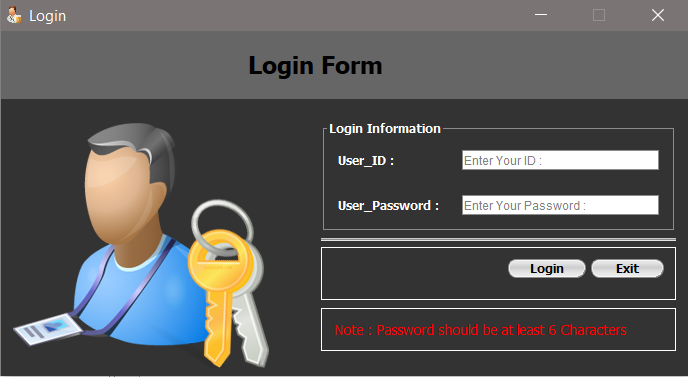 Login
Login Form
Login Information
User_ID :
Enter Your ID :
User_Password :
Enter Your Password :
Login
Exit
Note : Password should be at least 6 Characters